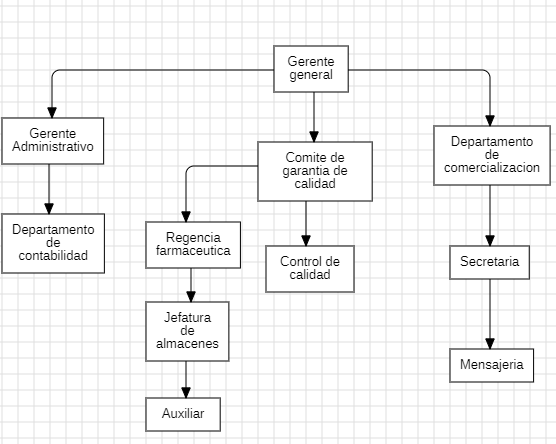 Gerente
general
Gerente
Administrativo
Comite de
garantia de
calidad
Departamento
de
comercializacion
Departamento
de
contabilidad
Regencia
farmaceutica
Control de
calidad
Secretaria
Jefatura
de
almacenes
Mensajeria
Auxiliar